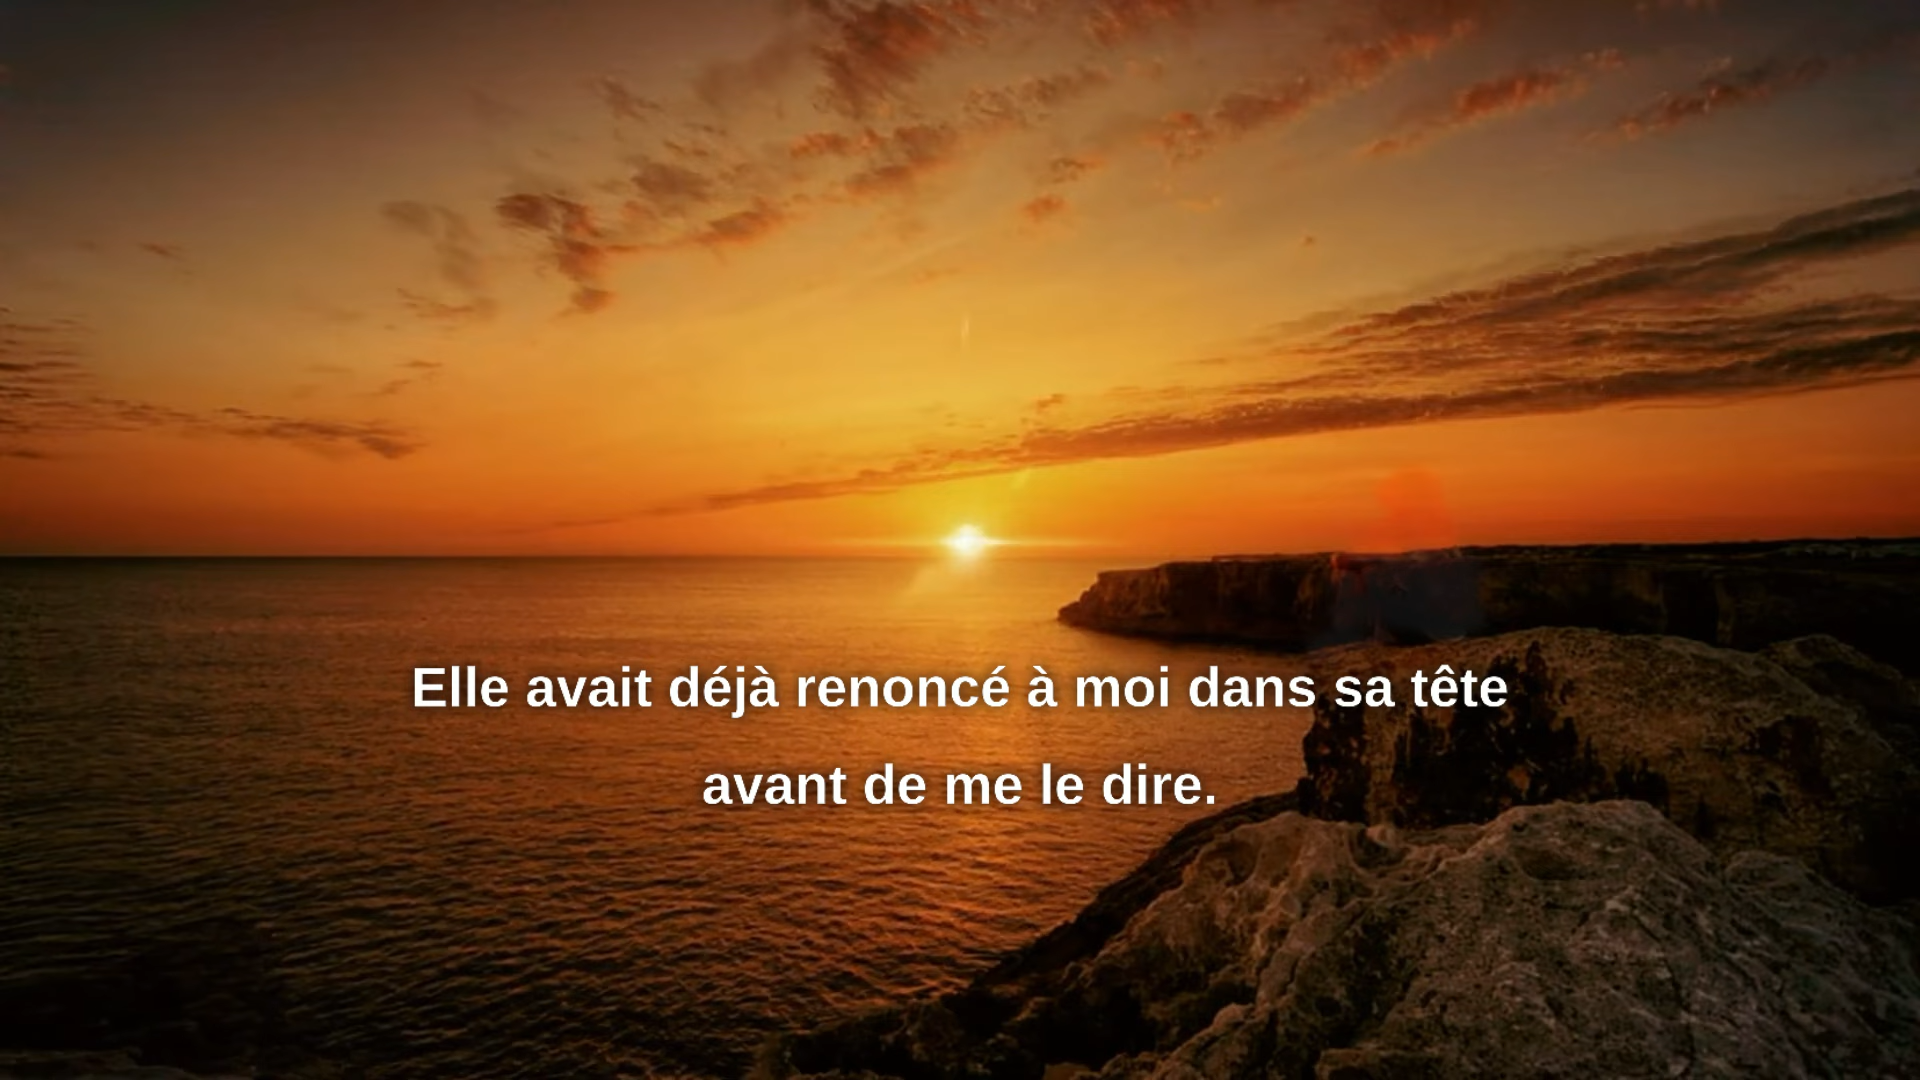 Elle avait déjà renoncé à moi dans sa tête
avant de me le dire.